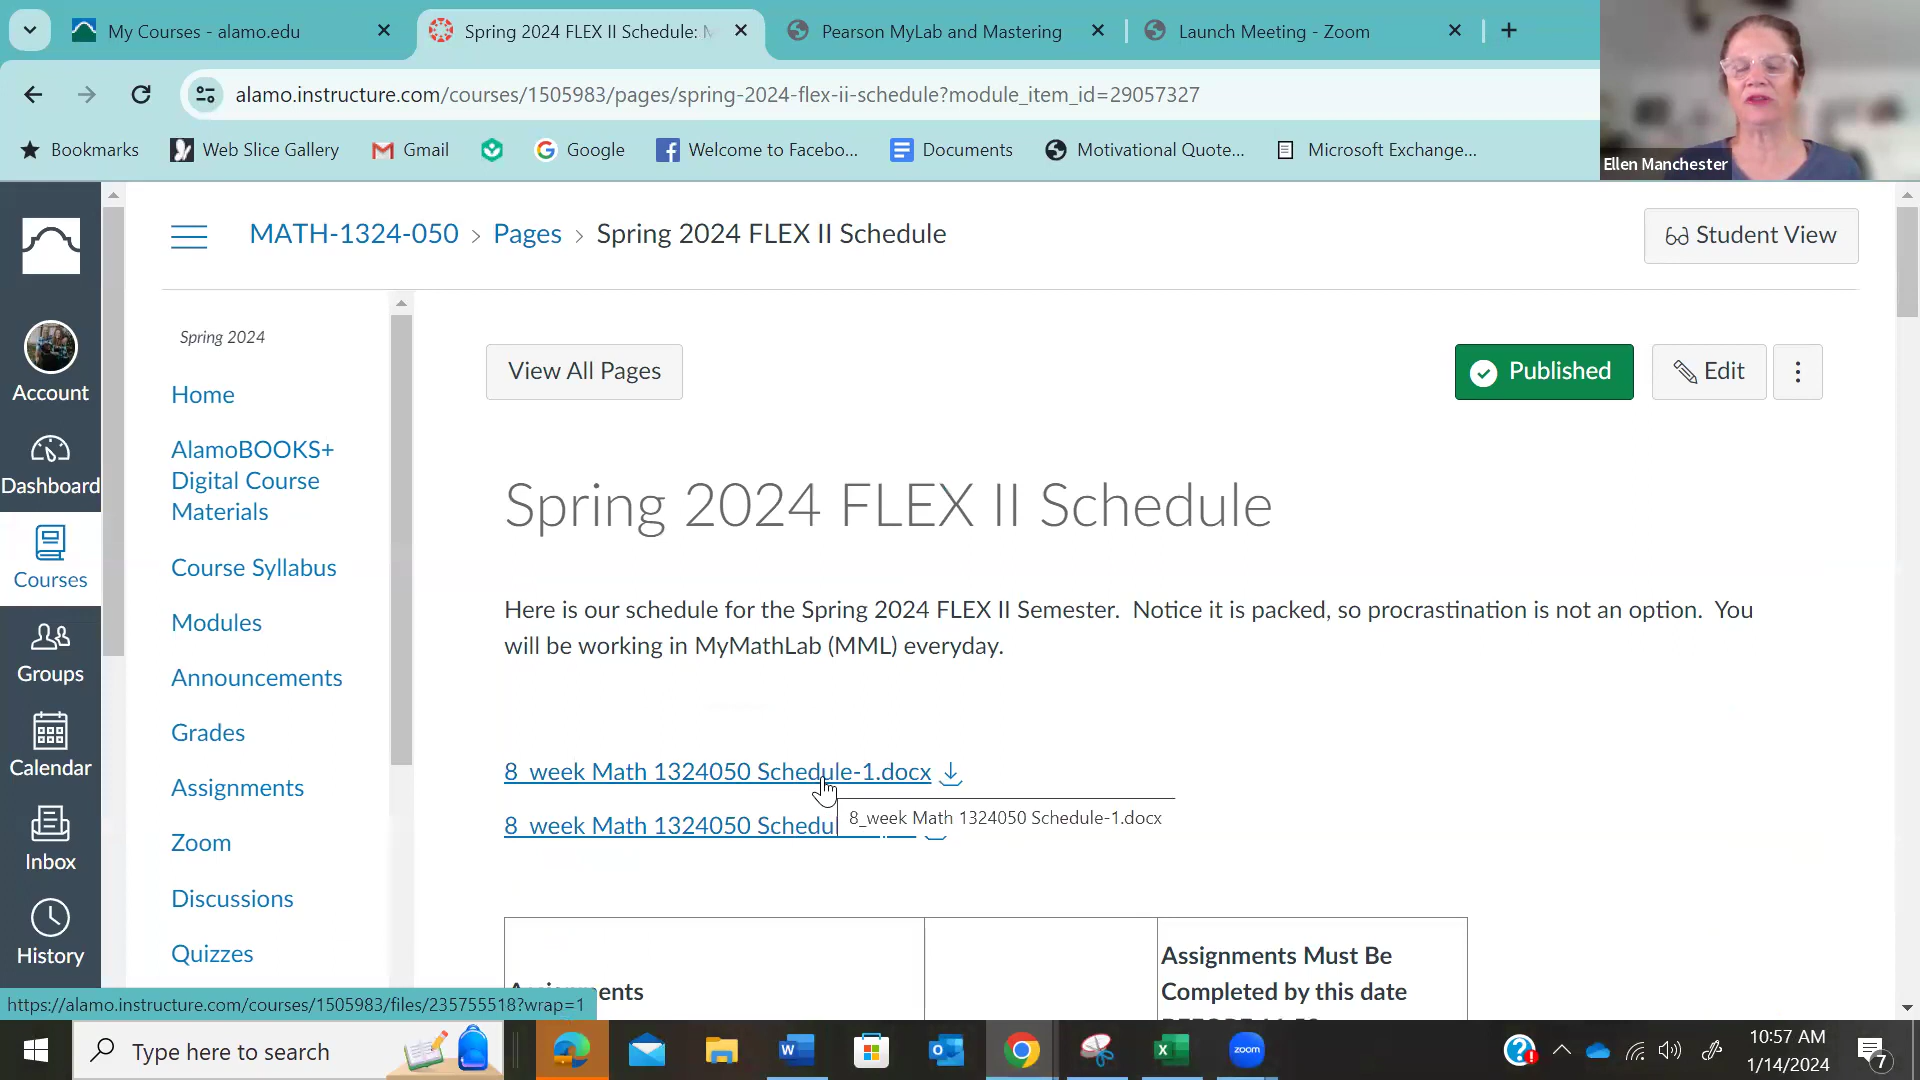 My Courses - alamo.edu
Spring 2024 FLEX II Schedule:
Pearson MyLab and Mastering
Launch Meeting - Zoom
alamo.instructure.com/courses/1505983/pages/spring-2024-flex-ii-schedule?module_item_id=29057327
Bookmarks
Web Slice Gallery
Gmail
Google
Welcome to Facebo...
Documents
Motivational Quote...
Microsoft Exchange...
Ellen Manchester
MATH-1324-050 > Pages > Spring 2024 FLEX II Schedule
Student View
Account
Dashboard
Courses
Groups
Calendar
Inbox
History
Spring 2024
Home
AlamoBOOKS+
Digital Course
Materials
Course Syllabus
Modules
Announcements
Grades
Assignments
Zoom
Discussions
Quizzes
View All Pages
Published
Edit
Spring 2024 FLEX II Schedule
Here is our schedule for the Spring 2024 FLEX II Semester. Notice it is packed, so procrastination is not an option. You
will be working in MyMathLab (MML) everyday.
8_week Math 1324050 Schedule-1.docx
8_week Math 1324050 Schedul
8_week Math 1324050 Schedule-1.docx
Assignments Must Be
Completed by this date
https://alamo.instructure.com/courses/1505983/files/235755518?wrap=1
Type here to search
zoom
10:57 AM
1/14/2024
7